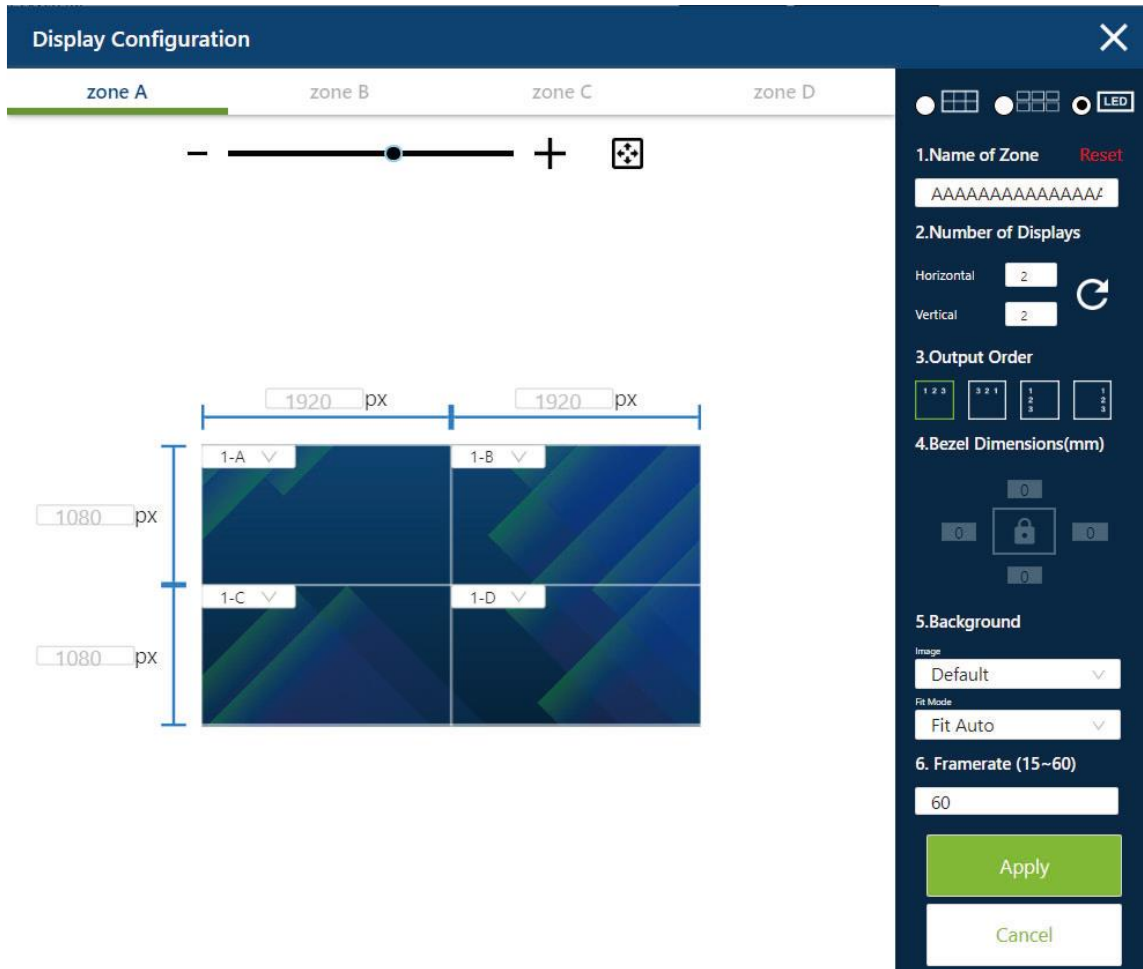 Display Configuration
zone A zone B zone C zone D
LED
1.Name of Zone Reset
AAAAAAAAAAAAAAA
2.Number of Displays
Horizontal 2
Vertical 2
3.Output Order
1 2 3
3 2 1
1
2
3
1
2
3
4.Bezel Dimensions(mm)
0
0 0
0
5.Background
Image
Default
Fit Mode
Fit Auto
6. Framerate (15~60)
60
Apply
Cancel
1920 px 1920 px
1080 px
1080 px
1-A 1-B
1-C 1-D